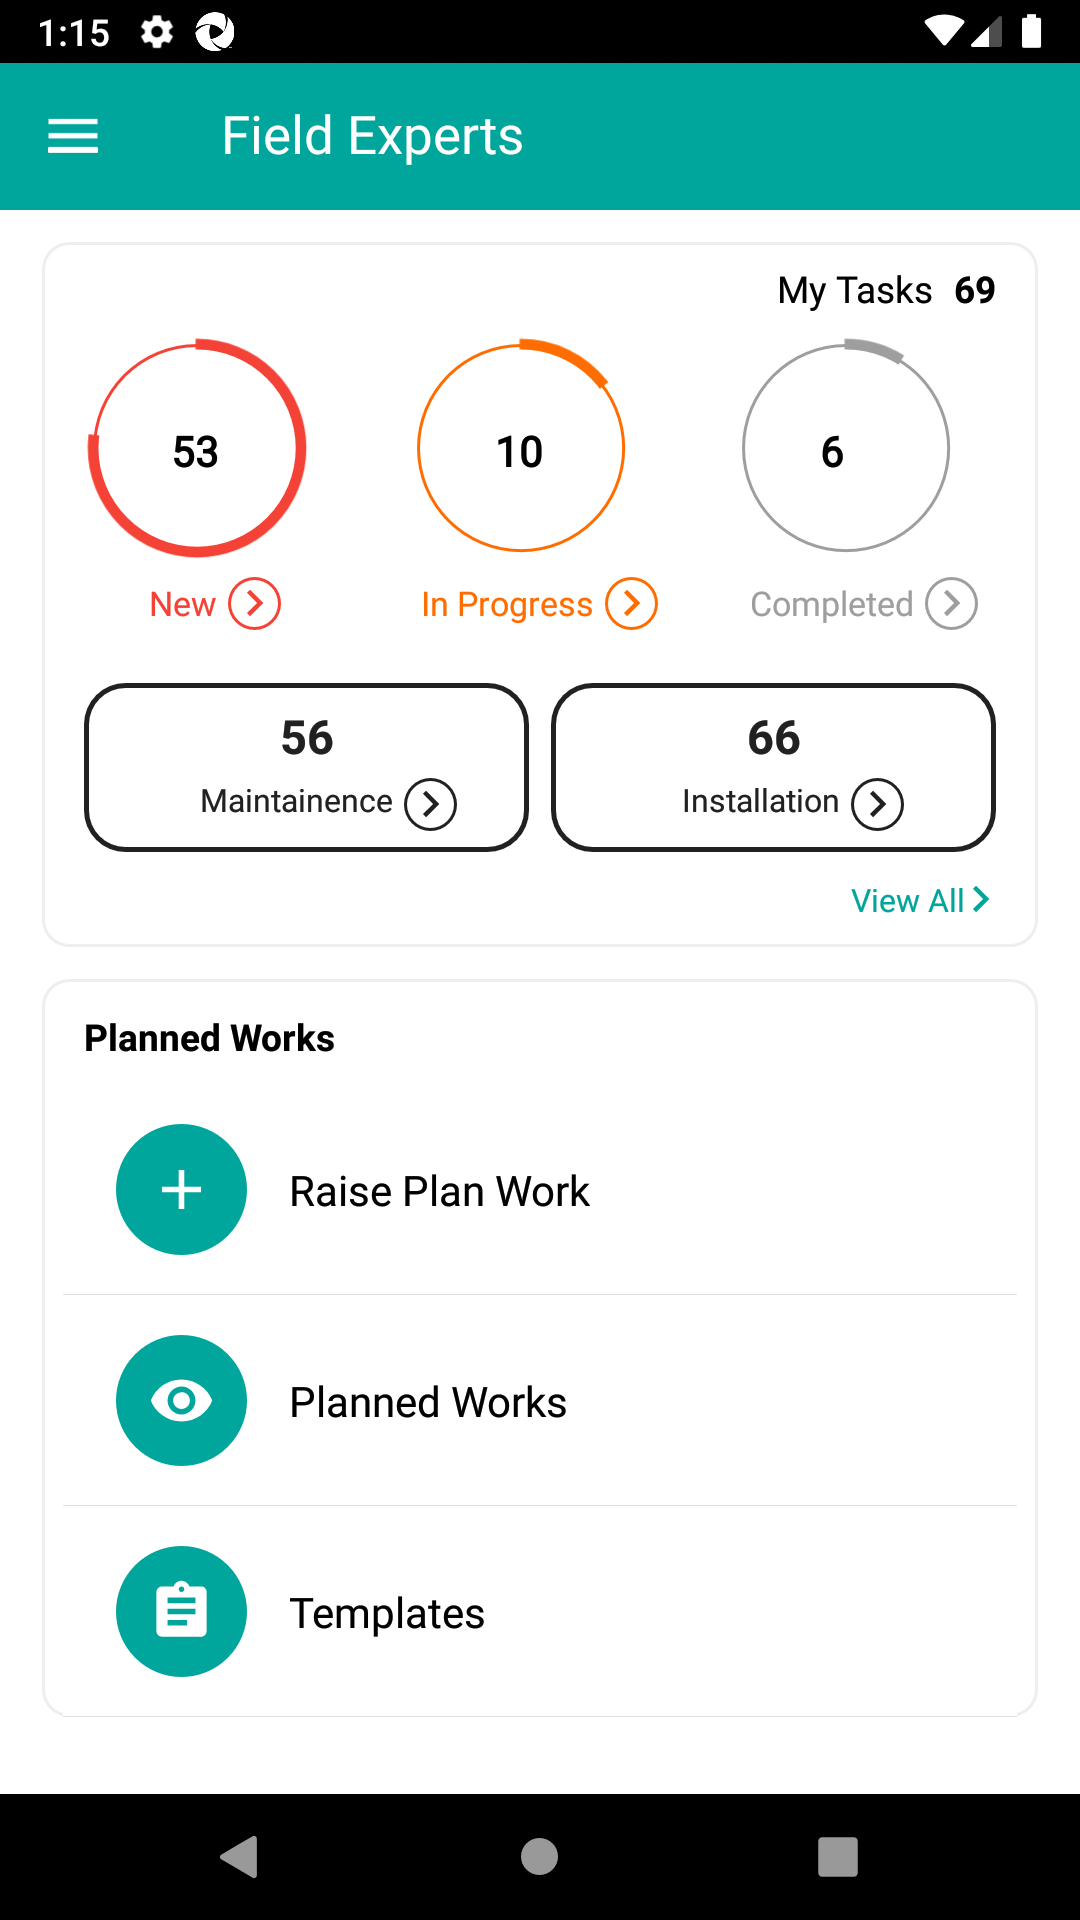 1:15
Field Experts
My Tasks 69
53 10 6
New In Progress Completed
56 66
Maintainence Installation
View All
Planned Works
Raise Plan Work
Planned Works
Templates